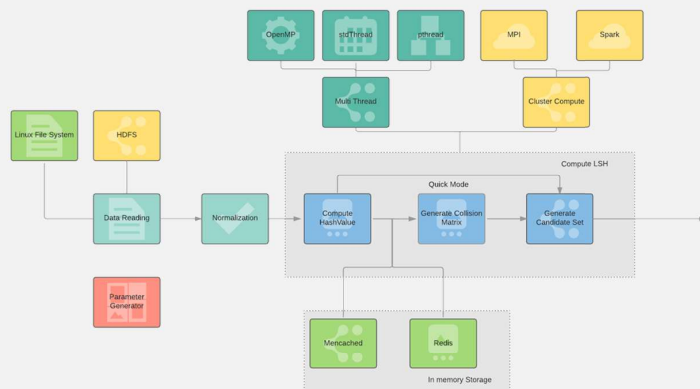 OpenMP
stdThread
pthread
MPI
Spark
Multi Thread
Cluster Compute
Linux File System
HDFS
Compute LSH
Quick Mode
Data Reading
Normalization
Compute
HashValue
Generate Collision
Matrix
Generate
Candidate Set
Parameter
Generator
Mencached
Redis
In memory Storage